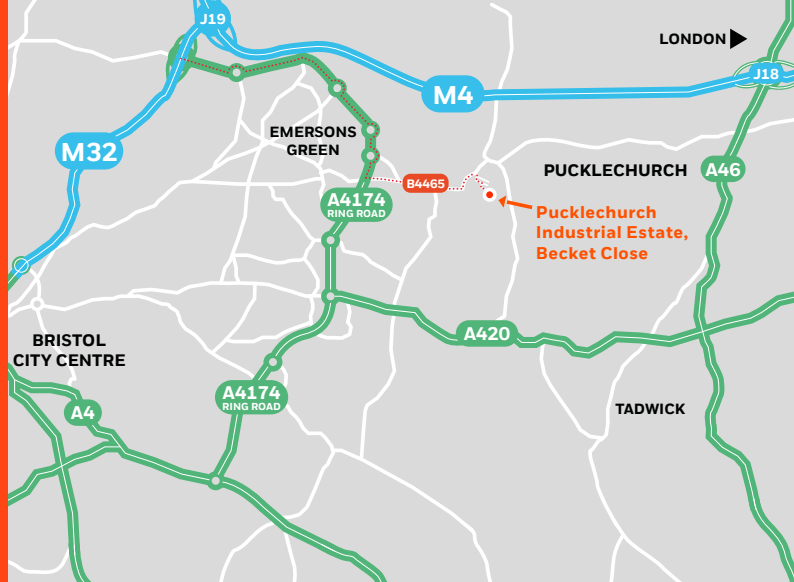 J19
LONDON
J18
M4
M32
EMERSONS
GREEN
PUCKLECHURCH
A46
B4465
A4174
RING ROAD
Pucklechurch
Industrial Estate,
Becket Close
A420
BRISTOL
CITY CENTRE
A4174
RING ROAD
A4
TADWICK